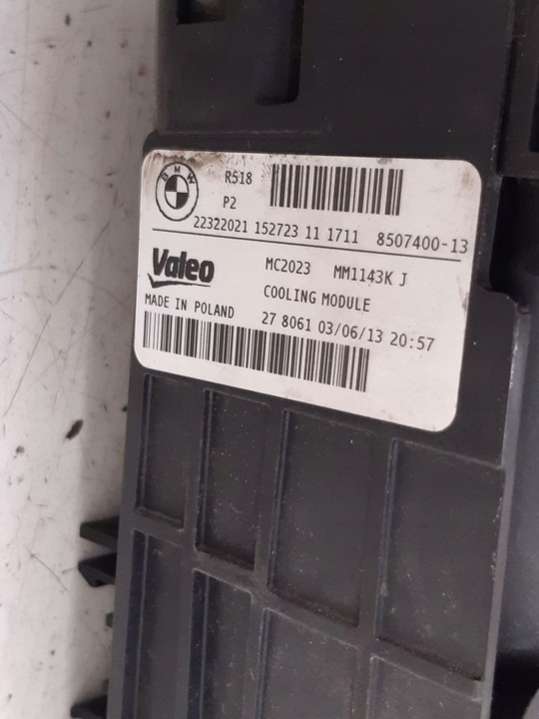 BMW
R518
P2
22322021 152723 11 1711 8507400-13
Valeo
MC2023 MM1143K J
COOLING MODULE
MADE IN POLAND
27 8061 03/06/13 20:57